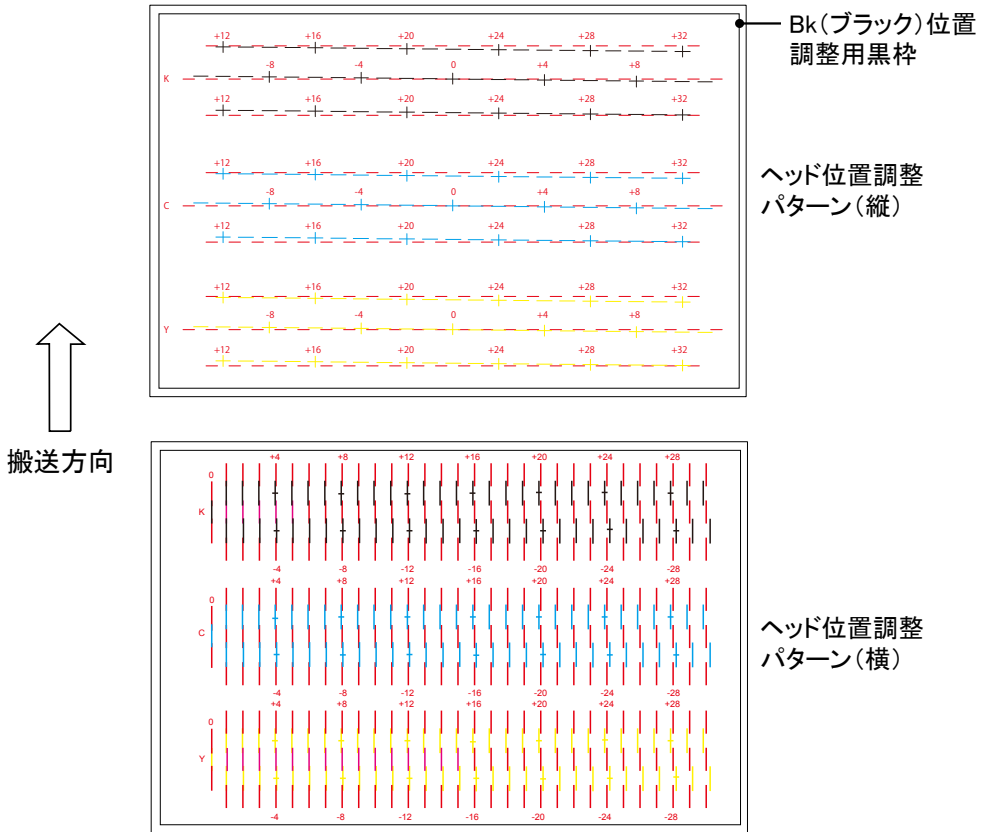 Bk（ブラック）位置
調整用黒枠
+12 +16 +20 +24 +28 +32
K -8 -4 0 +4 +8
+12 +16 +20 +24 +28 +32
+12 +16 +20 +24 +28 +32
C -8 -4 0 +4 +8
+12 +16 +20 +24 +28 +32
+12 +16 +20 +24 +28 +32
Y -8 -4 0 +4 +8
+12 +16 +20 +24 +28 +32
ヘッド位置調整
パターン（縦）
搬送方向
+4 +8 +12 +16 +20 +24 +28
0
K
-4 -8 -12 -16 -20 -24 -28
+4 +8 +12 +16 +20 +24 +28
0
C
-4 -8 -12 -16 -20 -24 -28
+4 +8 +12 +16 +20 +24 +28
0
Y
-4 -8 -12 -16 -20 -24 -28
ヘッド位置調整
パターン（横）